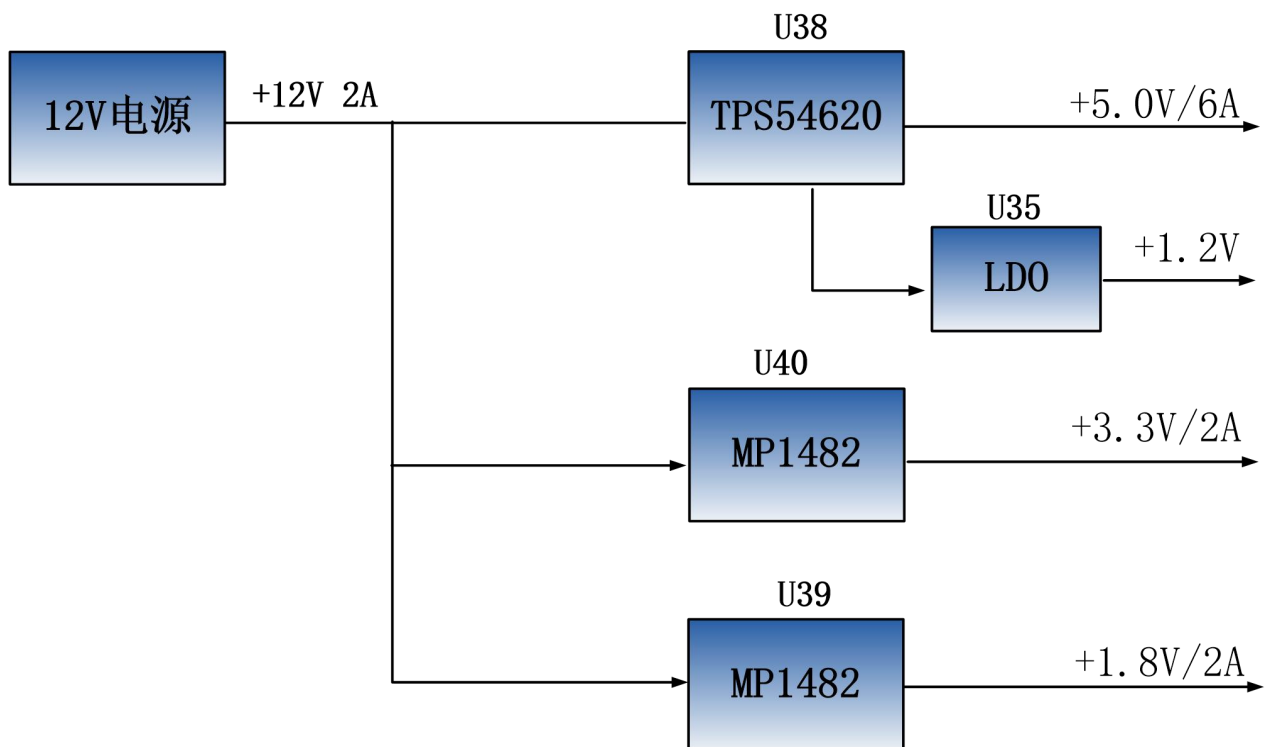 U38
12V电源
+12V 2A
TPS54620
+5.0V/6A
U35
LDO
+1.2V
U40
MP1482
+3.3V/2A
U39
MP1482
+1.8V/2A